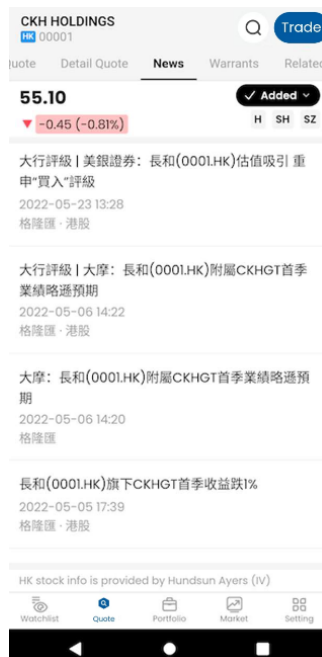 CKH HOLDINGS
HK 00001
Trade
Detail Quote News Warrants
55.10
Added
▼ -0.45 (-0.81%)
H SH SZ
大行評級 | 美銀證券：長和(0001.HK)估值吸引 重
申“買入”評級
2022-05-23 13:28
格隆匯 · 港股
大行評級 | 大摩：長和(0001.HK)附屬CKHGT首季
業績略遜預期
2022-05-06 14:22
格隆匯 · 港股
大摩：長和(0001.HK)附屬CKHGT首季業績略遜預
期
2022-05-06 14:20
格隆匯
長和(0001.HK)旗下CKHGT首季收益跌1%
2022-05-05 17:39
格隆匯 · 港股
HK stock info is provided by Hundsun Ayers (IV)
Watchlist Quote Portfolio Market Setting